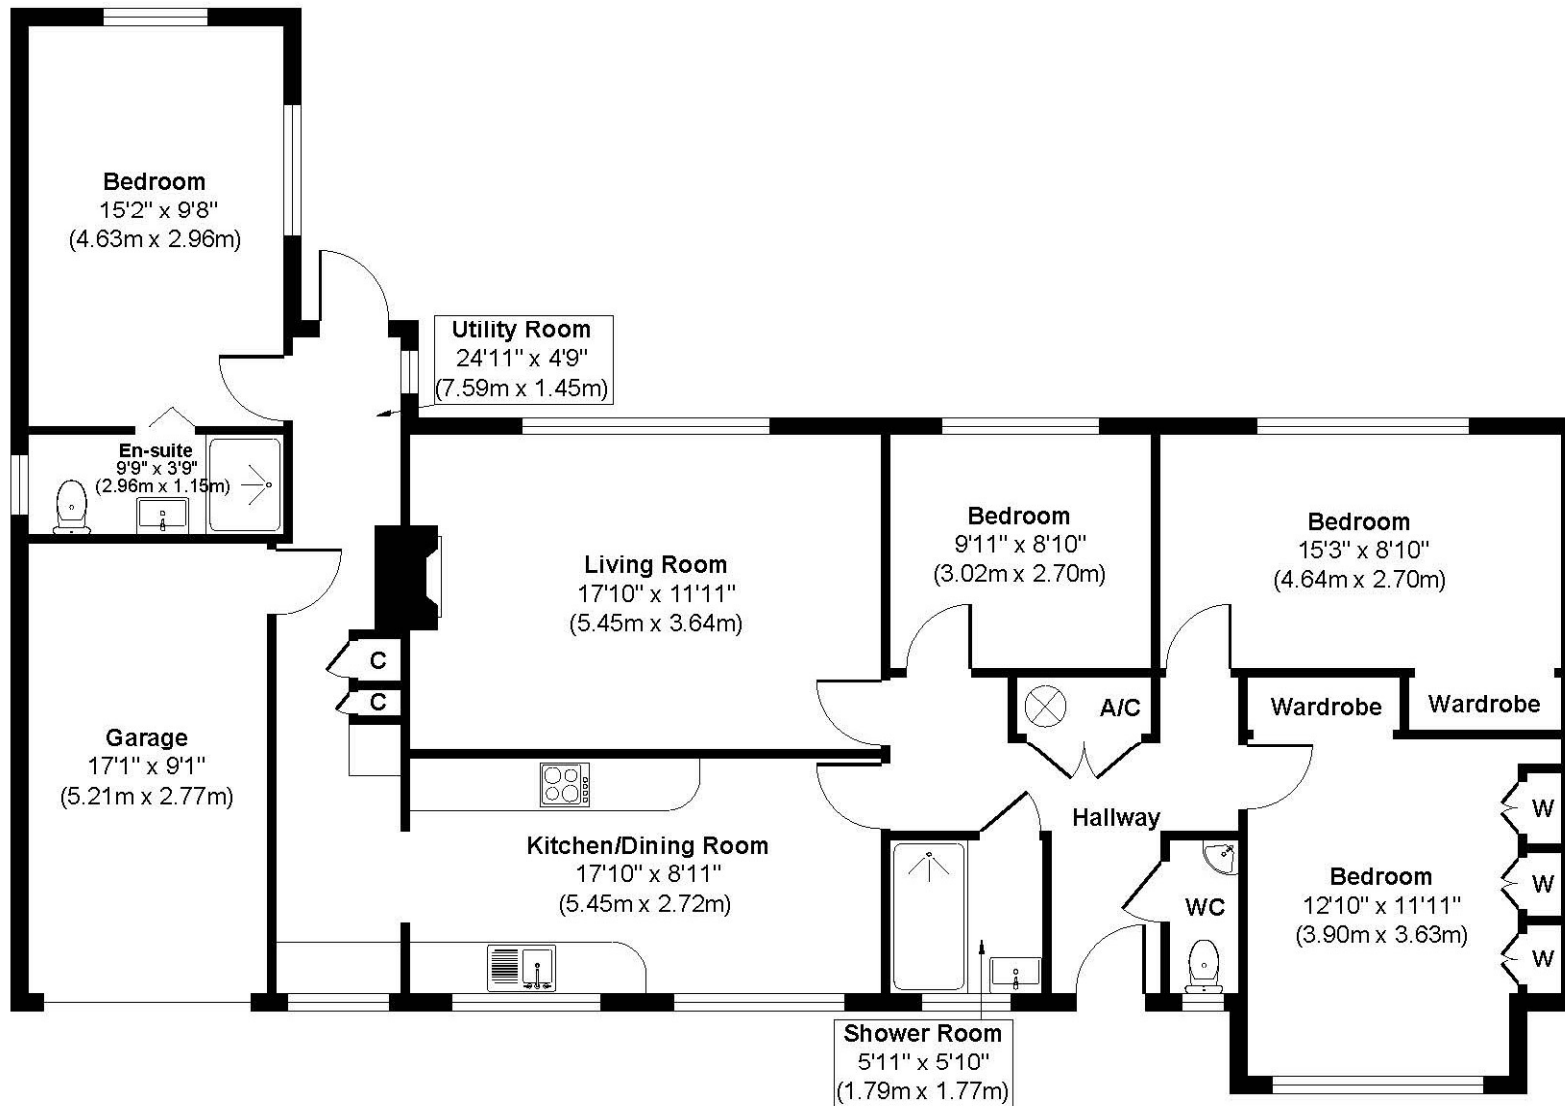 Bedroom
15'2" x 9'8"
(4.63m x 2.96m)
Utility Room
24'11" x 4'9"
(7.59m x 1.45m)
En-suite
9'9" x 3'9"
(2.96m x 1.15m)
Living Room
17'10" x 11'11"
(5.45m x 3.64m)
Bedroom
9'11" x 8'10"
(3.02m x 2.70m)
Bedroom
15'3" x 8'10"
(4.64m x 2.70m)
C
C
A/C
Wardrobe
Wardrobe
Garage
17'1" x 9'1"
(5.21m x 2.77m)
Kitchen/Dining Room
17'10" x 8'11"
(5.45m x 2.72m)
Hallway
WC
Bedroom
12'10" x 11'11"
(3.90m x 3.63m)
W
W
W
Shower Room
5'11" x 5'10"
(1.79m x 1.77m)